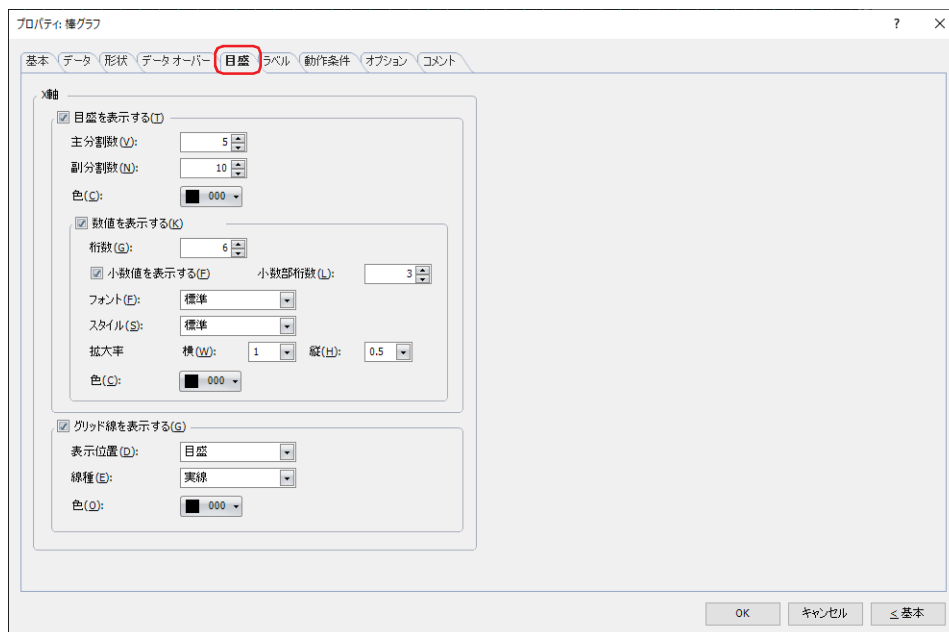 プロパティ: 棒グラフ ? ×
基本 データ 形状 データ オーバー 目盛 ラベル 動作条件 オプション コメント
X軸
目盛を表示する(T)
主分割数(V): 5
副分割数(N): 10
色(C): 000
数値を表示する(K)
桁数(G): 6
小数値を表示する(F) 小数部桁数(L): 3
フォント(F): 標準
スタイル(S): 標準
拡大率 横(W): 1 縦(H): 0.5
色(C): 000
グリッド線を表示する(G)
表示位置(D): 目盛
線種(E): 実線
色(O): 000
OK キャンセル ≤ 基本